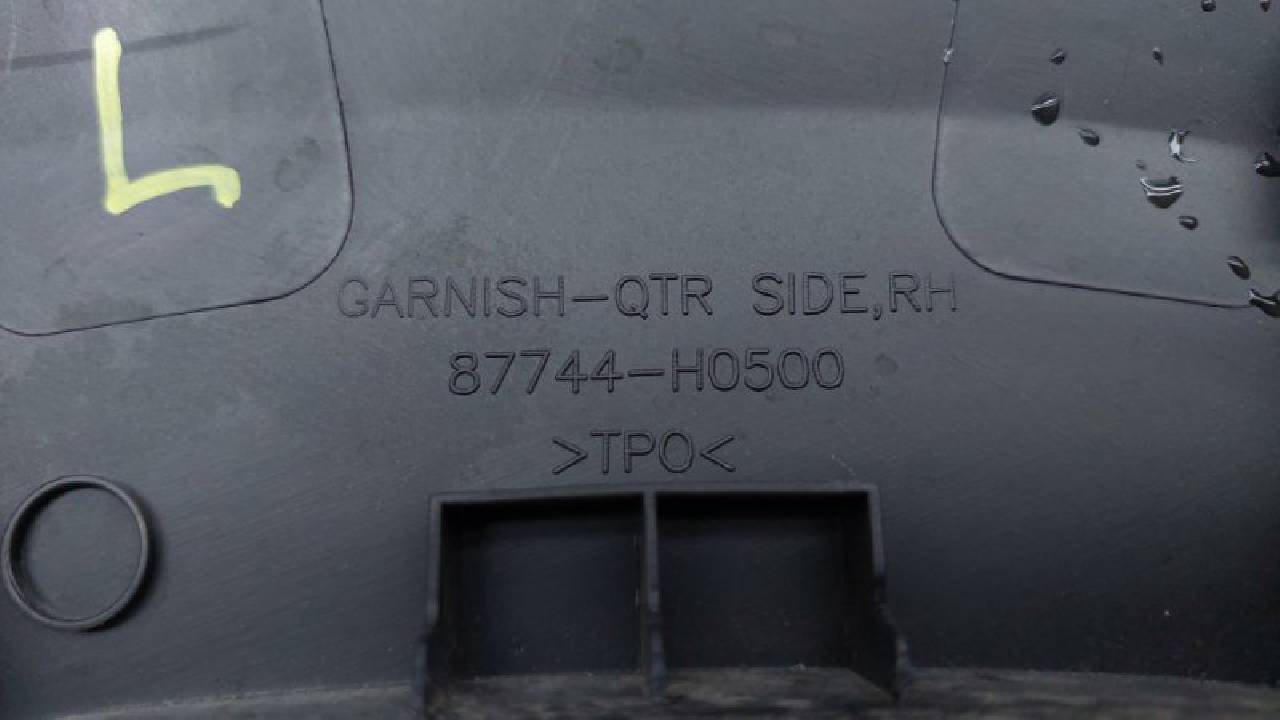 L
GARNISH-QTR SIDE,RH
87744-H0500
>TPO<